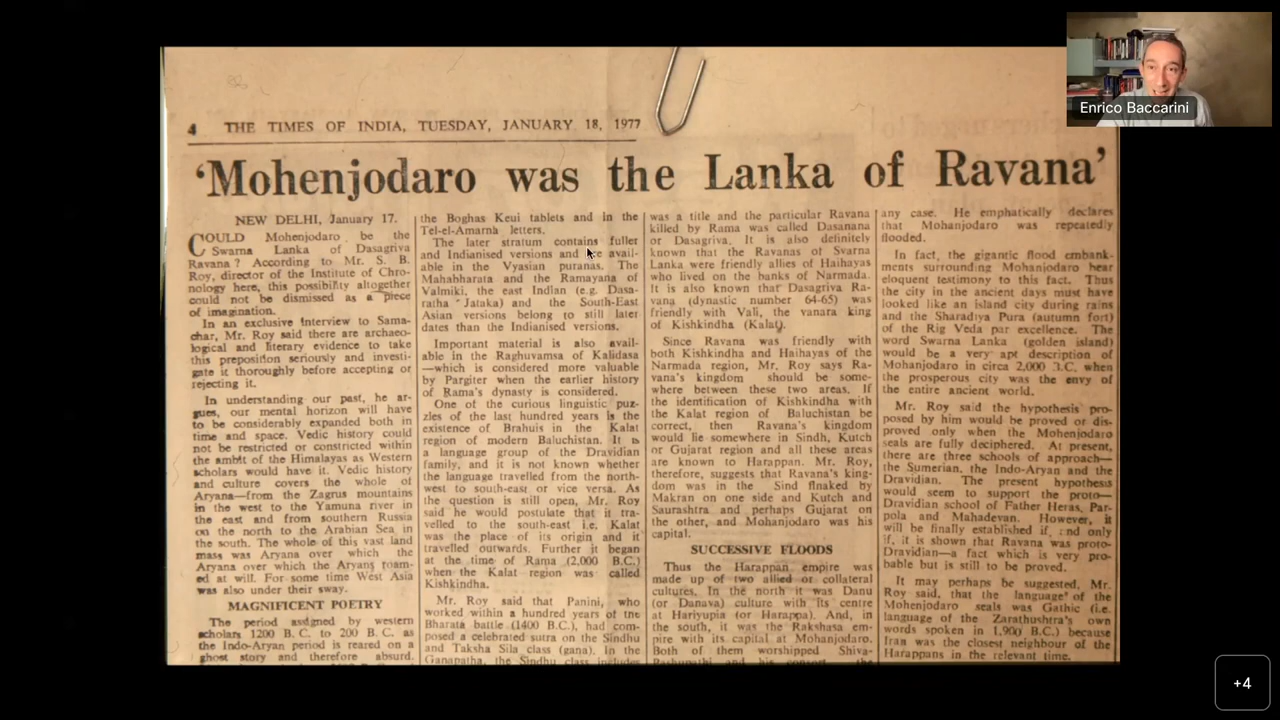 4 THE TIMES OF INDIA, TUESDAY, JANUARY 18, 1977
'Mohenjodaro was the Lanka of Ravana'
NEW DELHI, January 17.
COULD Mohenjodaro be the
Swarna Lanka of Dasagriva
Ravana? According to Mr. S. B.
Roy, director of the Institute of Chro-
nology here, this possibility altogether
could not be dismissed as a piece
of imagination.
In an exclusive interview to Sama-
char, Mr. Roy said there are archaeo-
logical and literary evidence to take
this preposition seriously and investi-
gate it thoroughly before accepting or
rejecting it.
In understanding our past, he ar-
gues, our mental horizon will have
to be considerably expanded both in
time and space. Vedic history could
not be restricted or constricted within
the ambit of the Himalayas as Western
scholars would have it. Vedic history
and culture covers the whole of
Aryana—from the Zagrus mountains
in the west to the Yamuna river in
the east and from southern Russia
on the north to the Arabian Sea in
the south. The whole of this vast land
mass was Aryana over which the
Aryana over which the Aryans roam-
ed at will. For some time West Asia
was also under their sway.
MAGNIFICENT POETRY
The period assigned by western
scholars 1200 B. C. to 200 B. C. as
the Indo-Aryan period is reared on a
ghost story and therefore absurd.
the Boghas Keui tablets and in the
Tel-el-Amarna letters.
The later stratum contains fuller
and Indianised versions and are avail-
able in the Vyasian puranas. The
Mahabharata and the Ramayana of
Valmiki, the east Indian (e.g. Dasa-
ratha Jataka) and the South-East
Asian versions belong to still later
dates than the Indianised versions.
Important material is also avail-
able in the Raghuvamsa of Kalidasa
—which is considered more valuable
by Pargiter when the earlier history
of Rama's dynasty is considered.
One of the curious linguistic puz-
zles of the last hundred years is the
existence of Brahuis in the Kalat
region of modern Baluchistan. It is
a language group of the Dravidian
family, and it is not known whether
the language travelled from the north-
west to south-east or vice versa. As
the question is still open, Mr. Roy
said he would postulate that it tra-
velled to the south-east i.e. Kalat
was the place of its origin and it
travelled outwards. Further it began
at the time of Rama (2,000 B.C.)
when the Kalat region was called
Kishkindha.
Mr. Roy said that Panini, who
worked within a hundred years of the
Bharata battle (1400 B.C.), had com-
posed a celebrated sutra on the Sindhu
and Taksha Sila class (gana). In the
Ganapatha, the Sindhu class includes
was a title and the particular Ravana
killed by Rama was called Dasanana
or Dasagriva. It is also definitely
known that the Ravanas of Svarna
Lanka were friendly allies of Haihayas
who lived on the banks of Narmada.
It is also known that Dasagriva Ra-
vana (dynastic number 64-65) was
friendly with Vali, the vanara king
of Kishkindha (Kalat).
Since Ravana was friendly with
both Kishkindha and Haihayas of the
Narmada region, Mr. Roy says Ra-
vana's kingdom should be some-
where between these two areas. If
the identification of Kishkindha with
the Kalat region of Baluchistan be
correct, then Ravana's kingdom
would lie somewhere in Sindh, Kutch
or Gujarat region and all these areas
are known to Harappan. Mr. Roy,
therefore, suggests that Ravana's king-
dom was in the Sind flnaked by
Makran on one side and Kutch and
Saurashtra and perhaps Gujarat on
the other, and Mohanjodaro was his
capital.
SUCCESSIVE FLOODS
Thus the Harappan empire was
made up of two allied or collateral
cultures. In the north it was Danu
(or Danava) culture with its centre
at Hariyupia (or Harappa). And, in
the south, it was the Rakshasa em-
pire with its capital at Mohanjodaro.
Both of them worshipped Shiva-
Pashupathi and his consort, the
any case. He emphatically declares
that Mohanjodaro was repeatedly
flooded.
In fact, the gigantic flood embank-
ments surrounding Mohanjodaro bear
eloquent testimony to this fact. Thus
the city in the ancient days must have
looked like an island city during rains
and the Sharadiya Pura (autumn fort)
of the Rig Veda par excellence. The
word Swarna Lanka (golden island)
would be a very apt description of
Mohanjodaro in circa 2,000 B.C. when
the prosperous city was the envy of
the entire ancient world.
Mr. Roy said the hypothesis pro-
posed by him would be proved or dis-
proved only when the Mohenjodaro
seals are fully deciphered. At present,
there are three schools of approach—
the Sumerian, the Indo-Aryan and the
Dravidian. The present hypothesis
would seem to support the proto-
Dravidian school of Father Heras, Par-
pola and Mahadevan. However, it
will be finally established if, and only
if, it is shown that Ravana was proto-
Dravidian—a fact which is very pro-
bable but is still to be proved.
It may perhaps be suggested, Mr.
Roy said, that the language of the
Mohenjodaro seals was Gathic (i.e.
language of the Zarathushtra's own
words spoken in 1,900 B.C.) because
Iran was the closest neighbour of the
Harappans in the relevant time.
Enrico Baccarini
+4